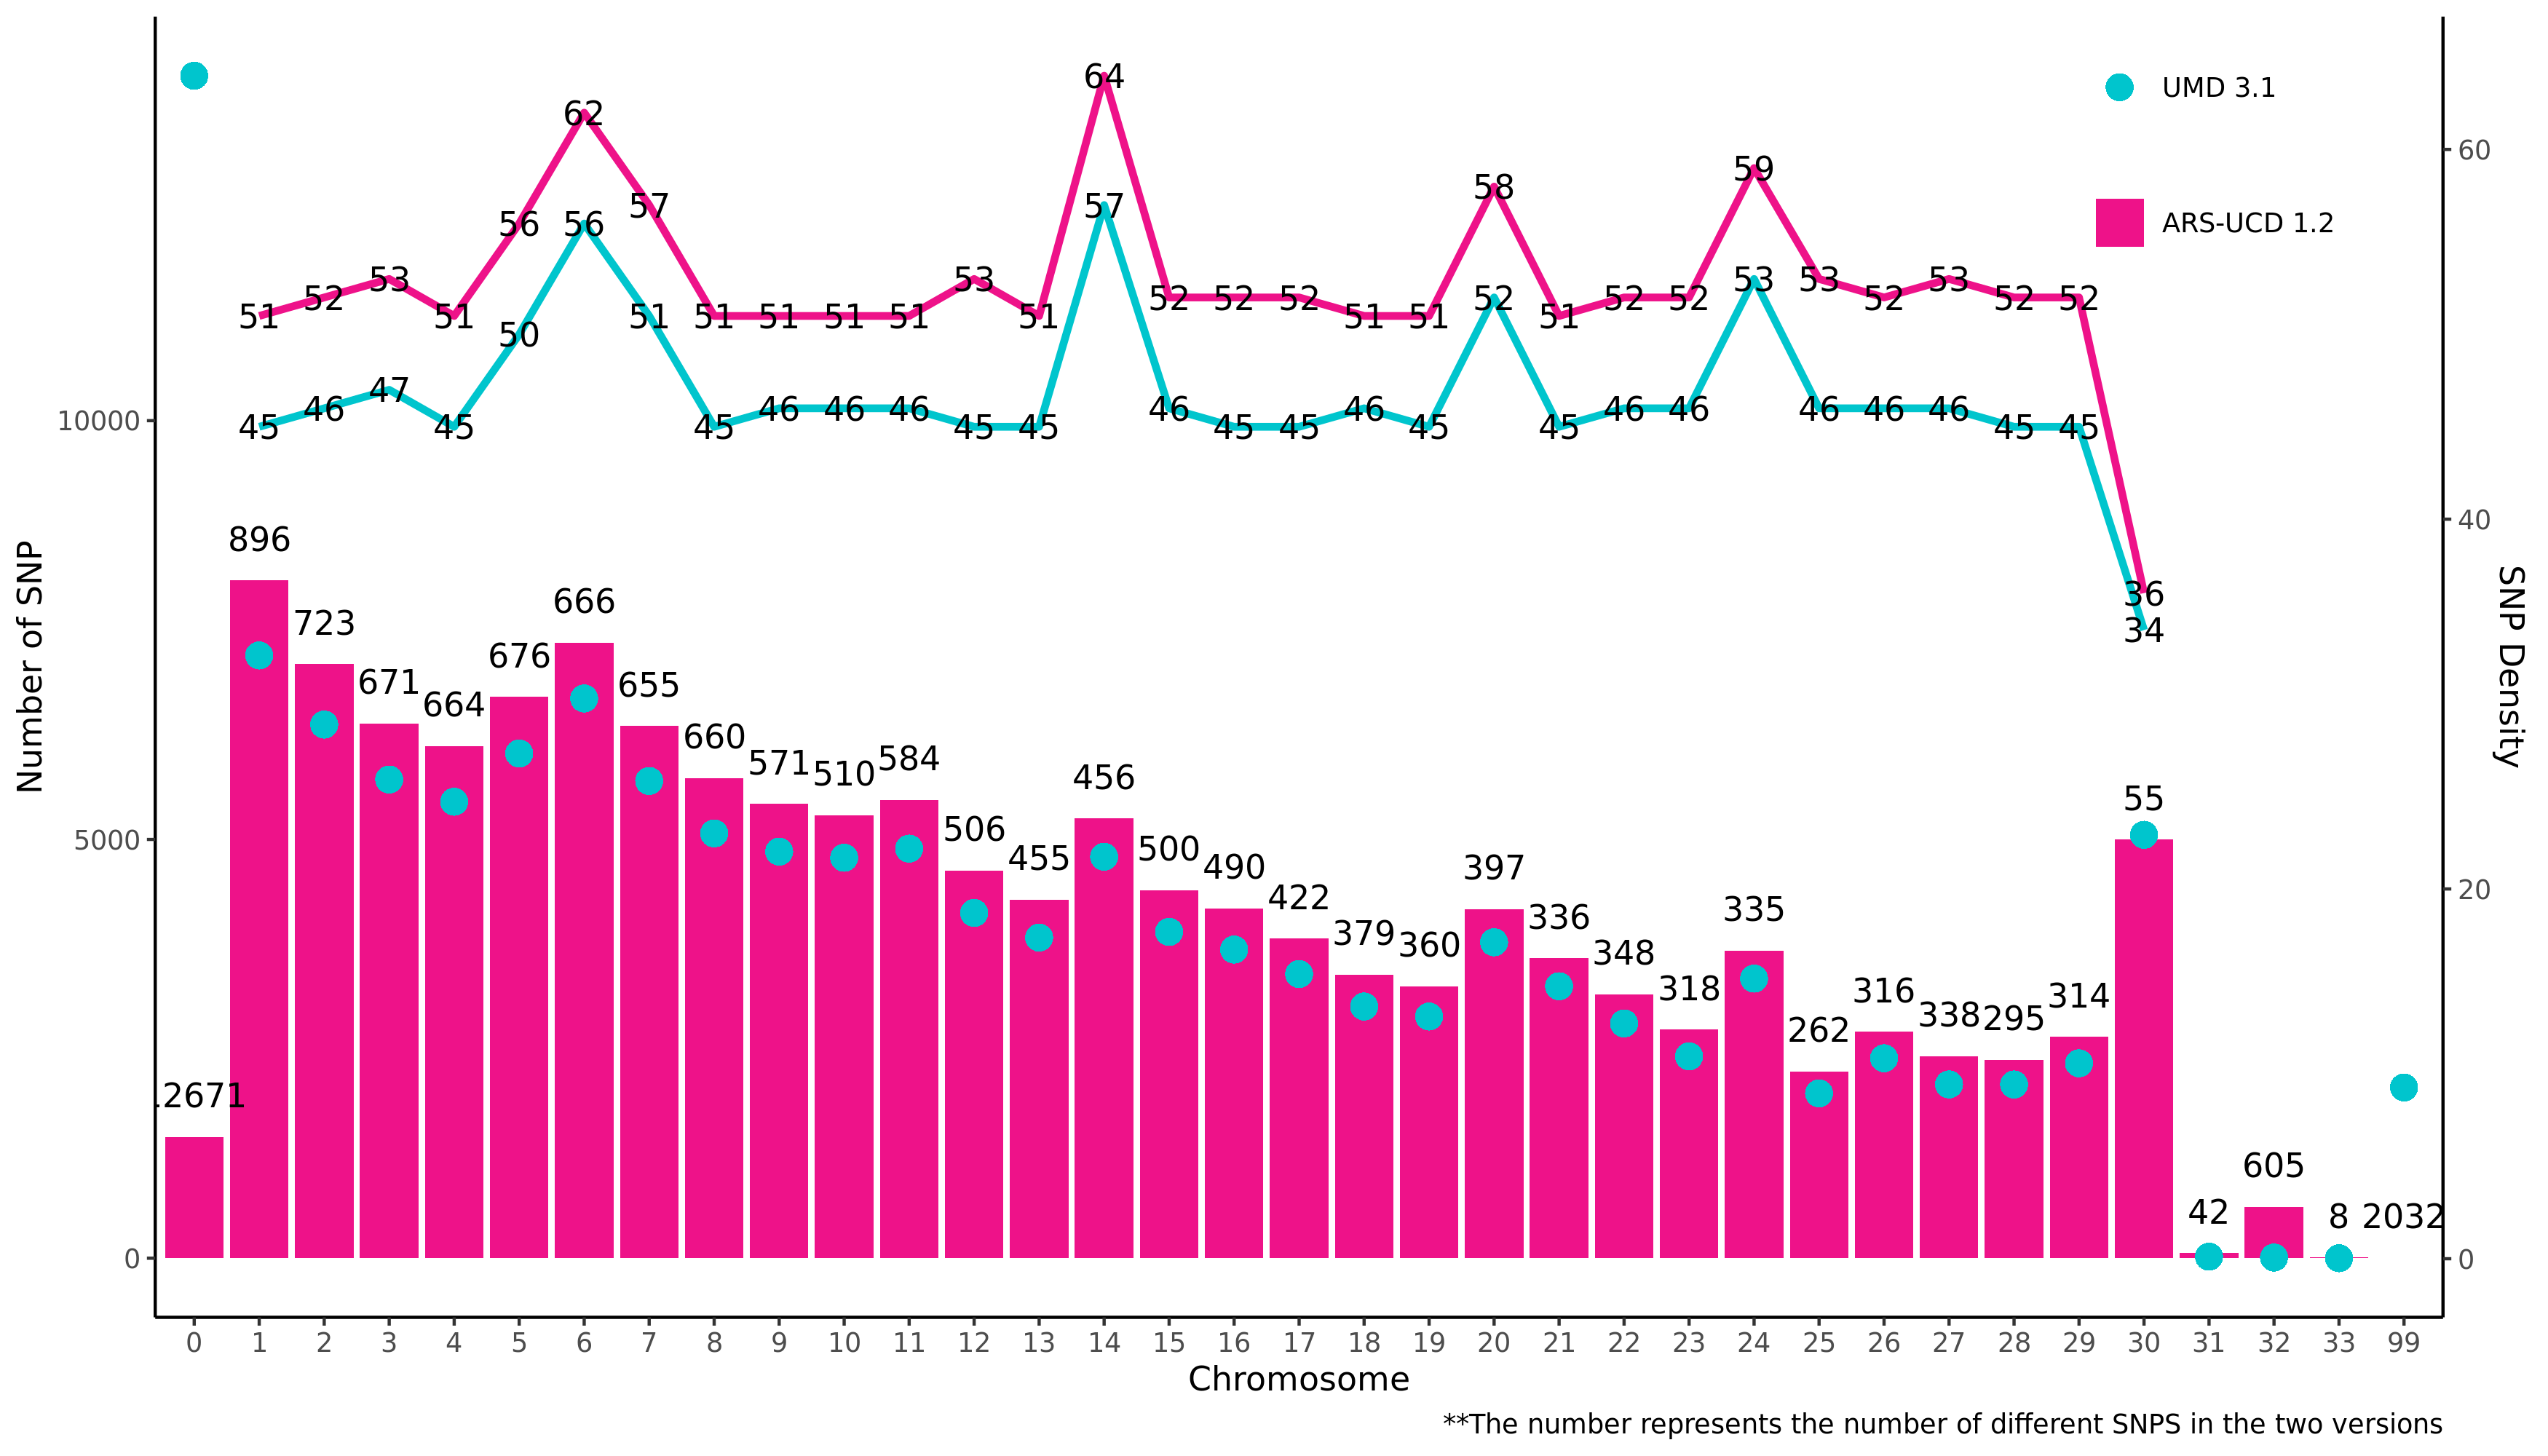 UMD 3.1
ARS-UCD 1.2
64
62
59
58
57 57
56 56
53 53 53 53 53
52 52 52 52 52 52 52 52 52 52
51 51 51 51 51 51 51 51 51 51 51
50
47
46 46 46 46 46 46 46 46 46 46 46
45 45 45 45 45 45 45 45 45 45 45
36
34
60
40
20
0
10000
5000
0
Number of SNP
SNP Density
2671 896 723 671 664 676 666 655 660 571 510 584 506 455 456 500 490 422 379 360 397 336 348 318 335 262 316 338 295 314 55 42 605 8 2032
0 1 2 3 4 5 6 7 8 9 10 11 12 13 14 15 16 17 18 19 20 21 22 23 24 25 26 27 28 29 30 31 32 33 99
Chromosome
**The number represents the number of different SNPS in the two versions